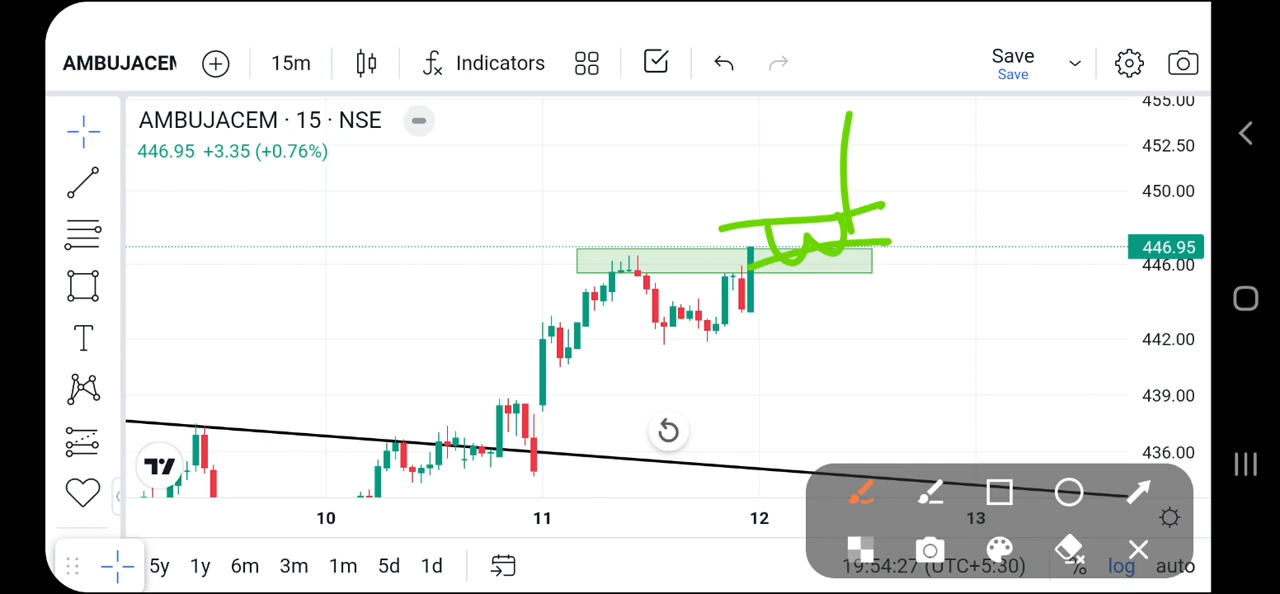 AMBUJACEM 15m Indicators Save
Save
AMBUJACEM · 15 · NSE
446.95 +3.35 (+0.76%)
455.00
452.50
450.00
446.95
446.00
442.00
439.00
436.00
10 11 12 13
5y 1y 6m 3m 1m 5d 1d 19:54:27 (UTC+5:30) % log auto